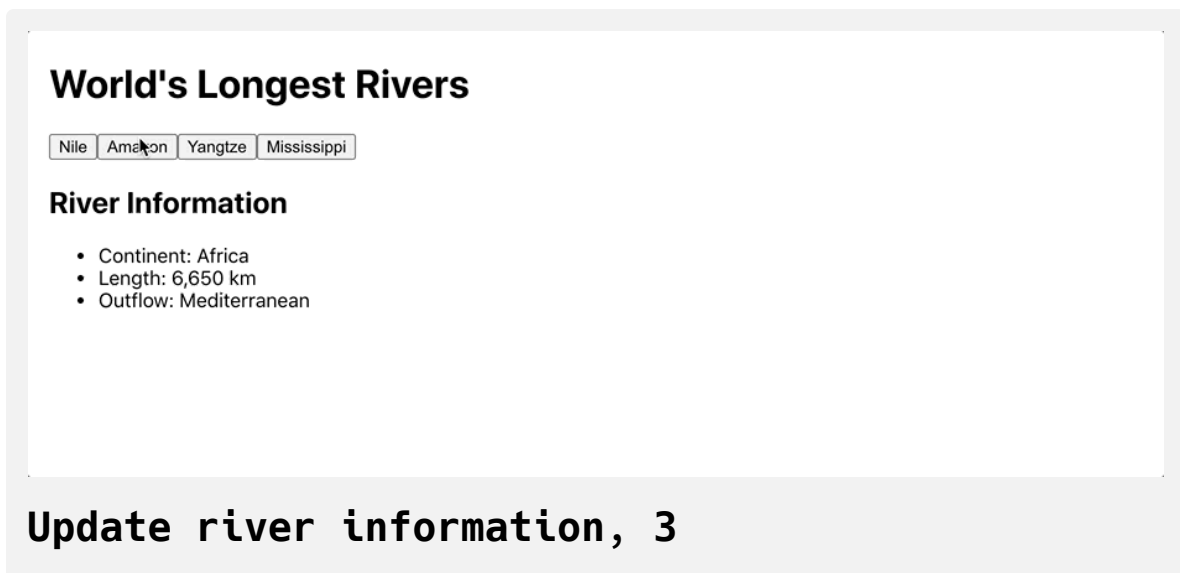 World's Longest Rivers
Nile Amazon Yangtze Mississippi
River Information
• Continent: Africa
• Length: 6,650 km
• Outflow: Mediterranean
Update river information, 3